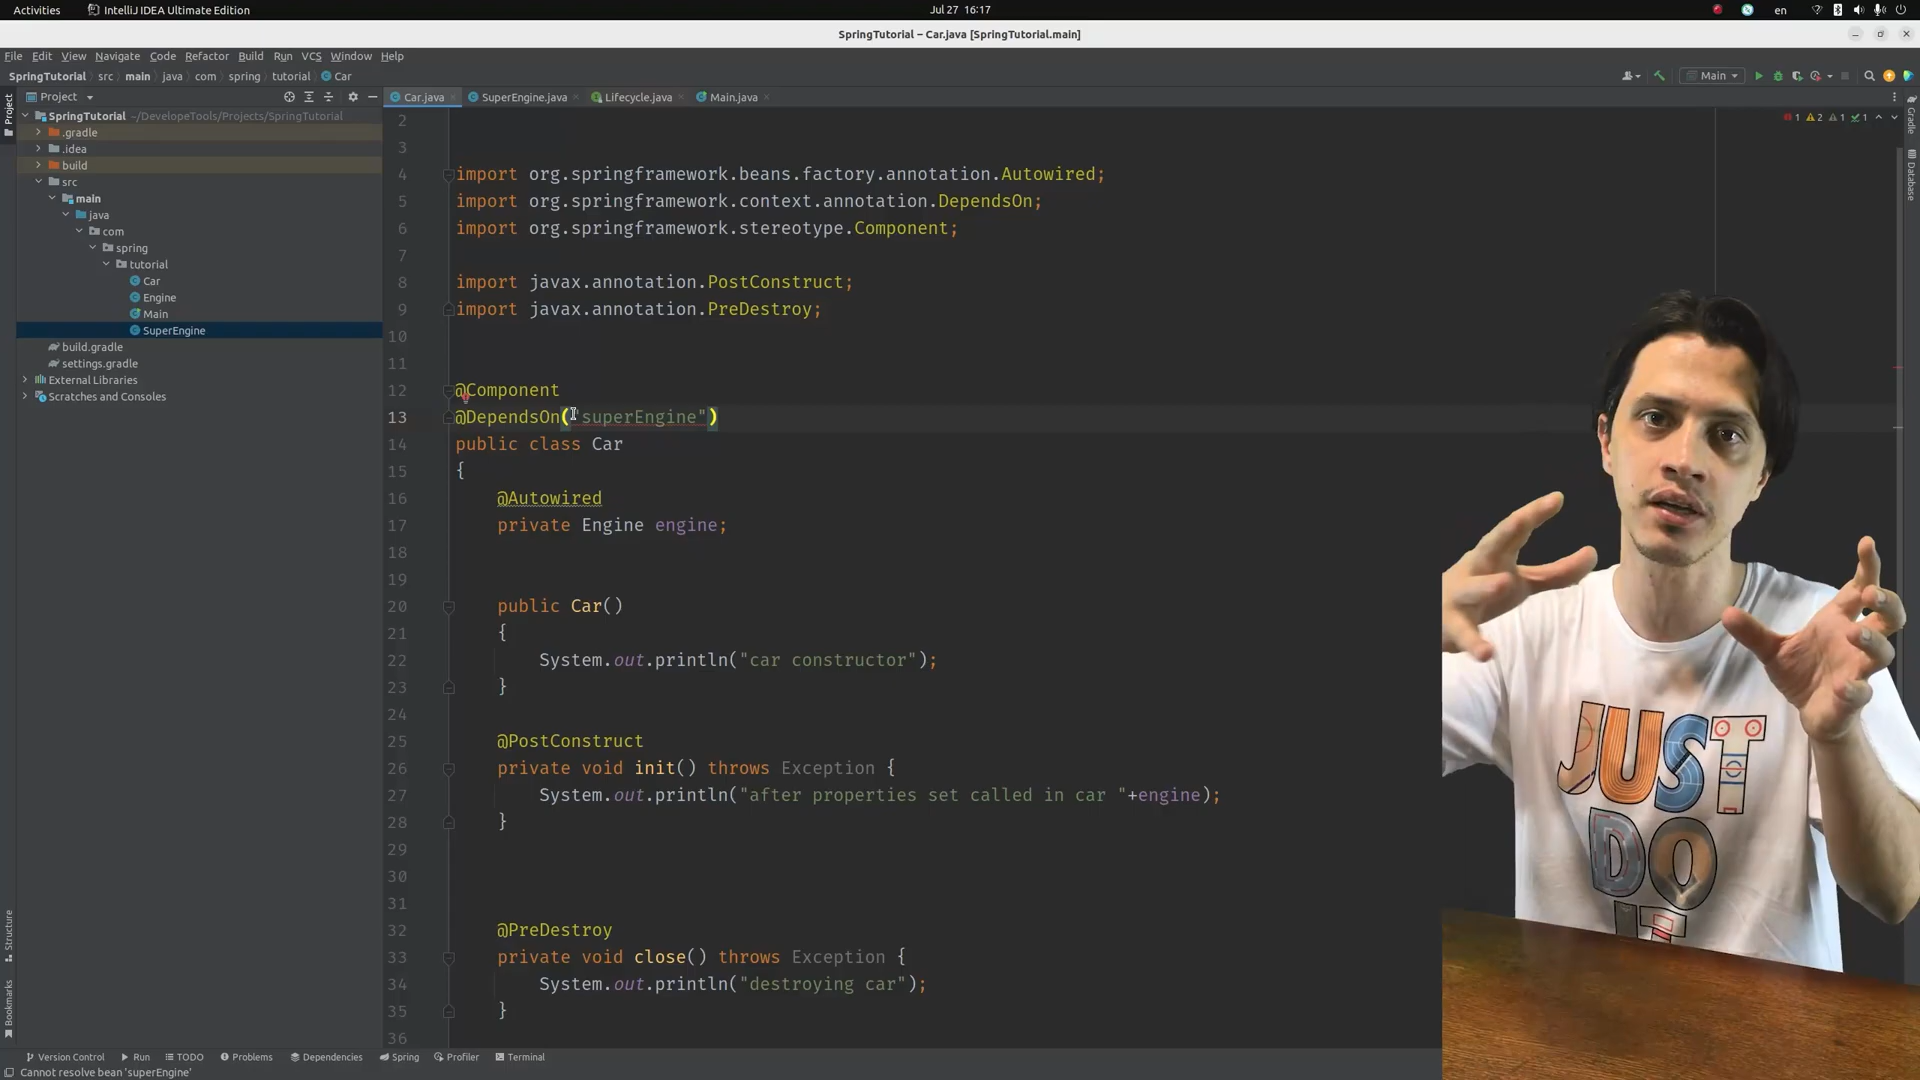 Activities
IntelliJ IDEA Ultimate Edition
Jul 27 16:17
en
SpringTutorial – Car.java [SpringTutorial.main]
File Edit View Navigate Code Refactor Build Run VCS Window Help
SpringTutorial src main java com spring tutorial Car
Main
Project
Project
Car.java
SuperEngine.java
Lifecycle.java
Main.java
1 2 1 1
SpringTutorial ~/DevelopeTools/Projects/SpringTutorial
.gradle
.idea
build
src
main
java
com
spring
tutorial
Car
Engine
Main
SuperEngine
build.gradle
settings.gradle
External Libraries
Scratches and Consoles
2
3
4 import org.springframework.beans.factory.annotation.Autowired;
5 import org.springframework.context.annotation.DependsOn;
6 import org.springframework.stereotype.Component;
7
8 import javax.annotation.PostConstruct;
9 import javax.annotation.PreDestroy;
10
11
12 @Component
13 @DependsOn("superEngine")
14 public class Car
15 {
16 @Autowired
17 private Engine engine;
18
19
20 public Car()
21 {
22 System.out.println("car constructor");
23 }
24
25 @PostConstruct
26 private void init() throws Exception {
27 System.out.println("after properties set called in car "+engine);
28 }
29
30
31
32 @PreDestroy
33 private void close() throws Exception {
34 System.out.println("destroying car");
35 }
36
Gradle
Database
Structure
Bookmarks
JUST
DO
IT
Version Control
Run
TODO
Problems
Dependencies
Spring
Profiler
Terminal
Cannot resolve bean 'superEngine'